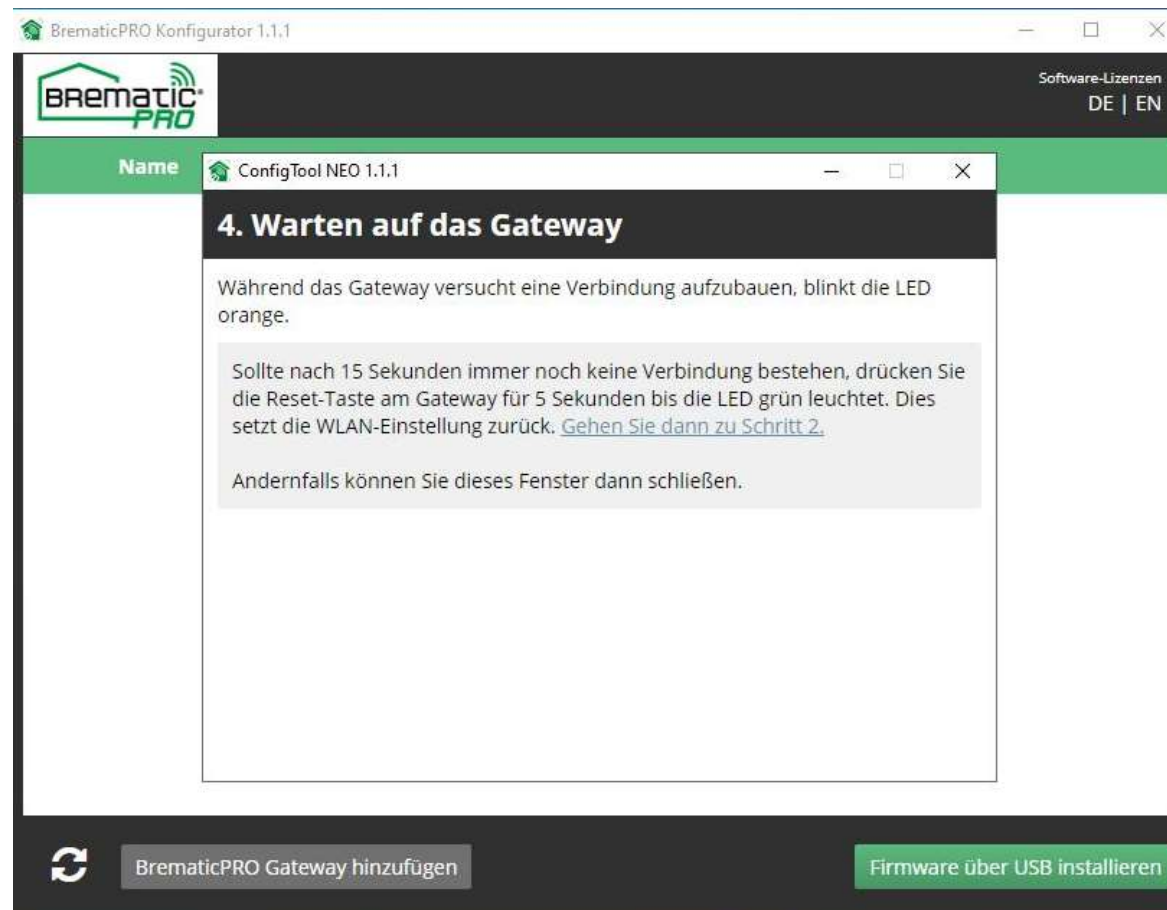 BrematicPRO Konfigurator 1.1.1
BREMATIC
PRO
Software-Lizenzen
DE | EN
Name
ConfigTool NEO 1.1.1
4. Warten auf das Gateway
Während das Gateway versucht eine Verbindung aufzubauen, blinkt die LED
orange.
Sollte nach 15 Sekunden immer noch keine Verbindung bestehen, drücken Sie
die Reset-Taste am Gateway für 5 Sekunden bis die LED grün leuchtet. Dies
setzt die WLAN-Einstellung zurück. Gehen Sie dann zu Schritt 2.
Andernfalls können Sie dieses Fenster dann schließen.
BrematicPRO Gateway hinzufügen
Firmware über USB installieren